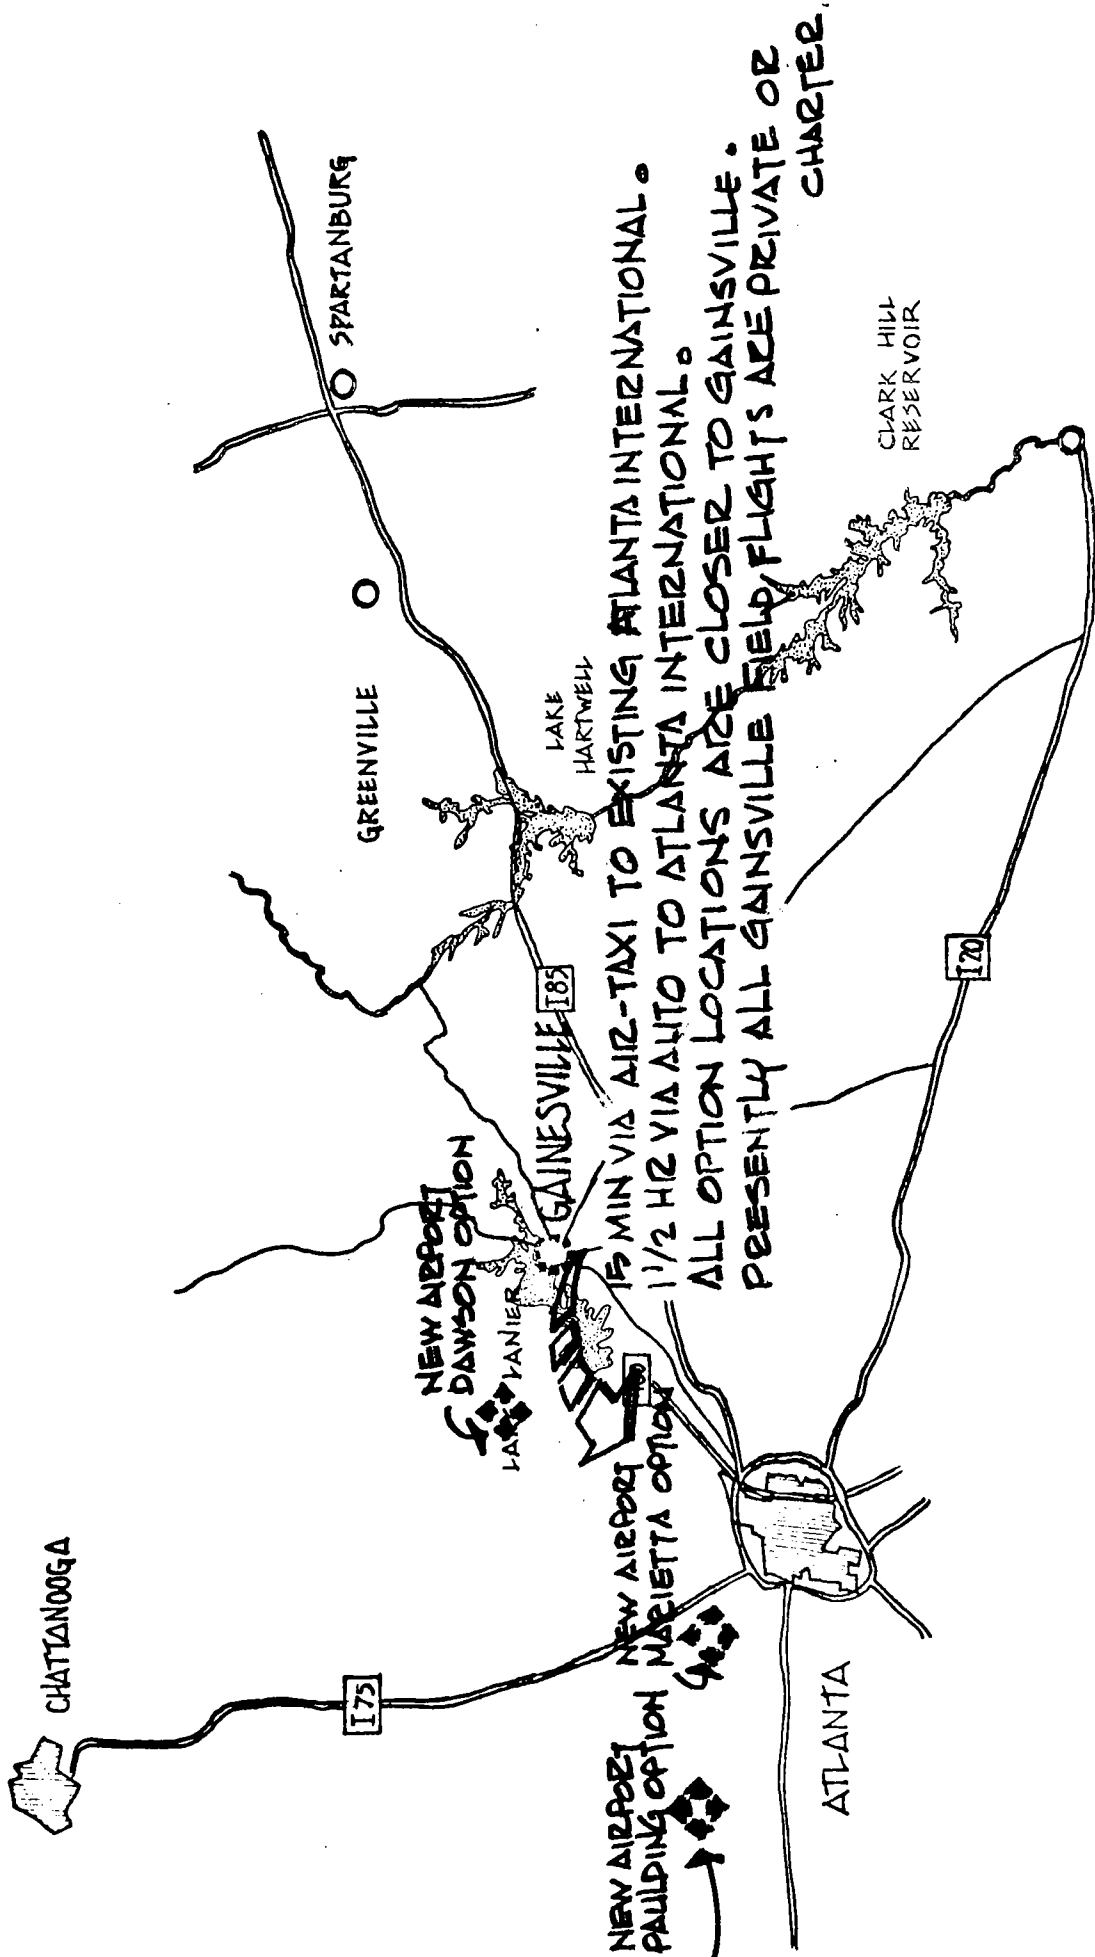 CHATTANOOGA
I 75
GREENVILLE
SPARTANBURG
NEW AIRPORT
DAWSON OPTION
LAKE LANIER
GAINESVILLE
I85
LAKE
HARTWELL
NEW AIRPORT
PAULDING OPTION
NEW AIRPORT
MARIETTA OPTION
15 MIN VIA AIR-TAXI TO EXISTING ATLANTA INTERNATIONAL.
1 1/2 HR VIA AUTO TO ATLANTA INTERNATIONAL.
ALL OPTION LOCATIONS ARE CLOSER TO GAINSVILLE.
PRESENTLY ALL GAINSVILLE FIELD FLIGHTS ARE PRIVATE OR
CHARTER.
CLARK HILL
RESERVOIR
I20
ATLANTA